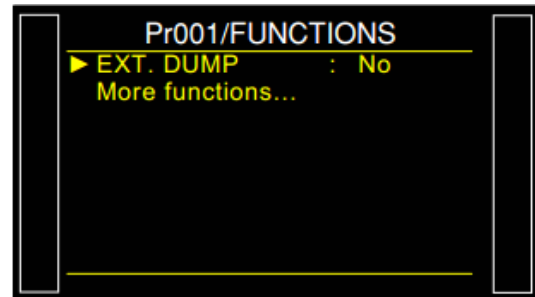 Pr001/FUNCTIONS
► EXT. DUMP : No
More functions...